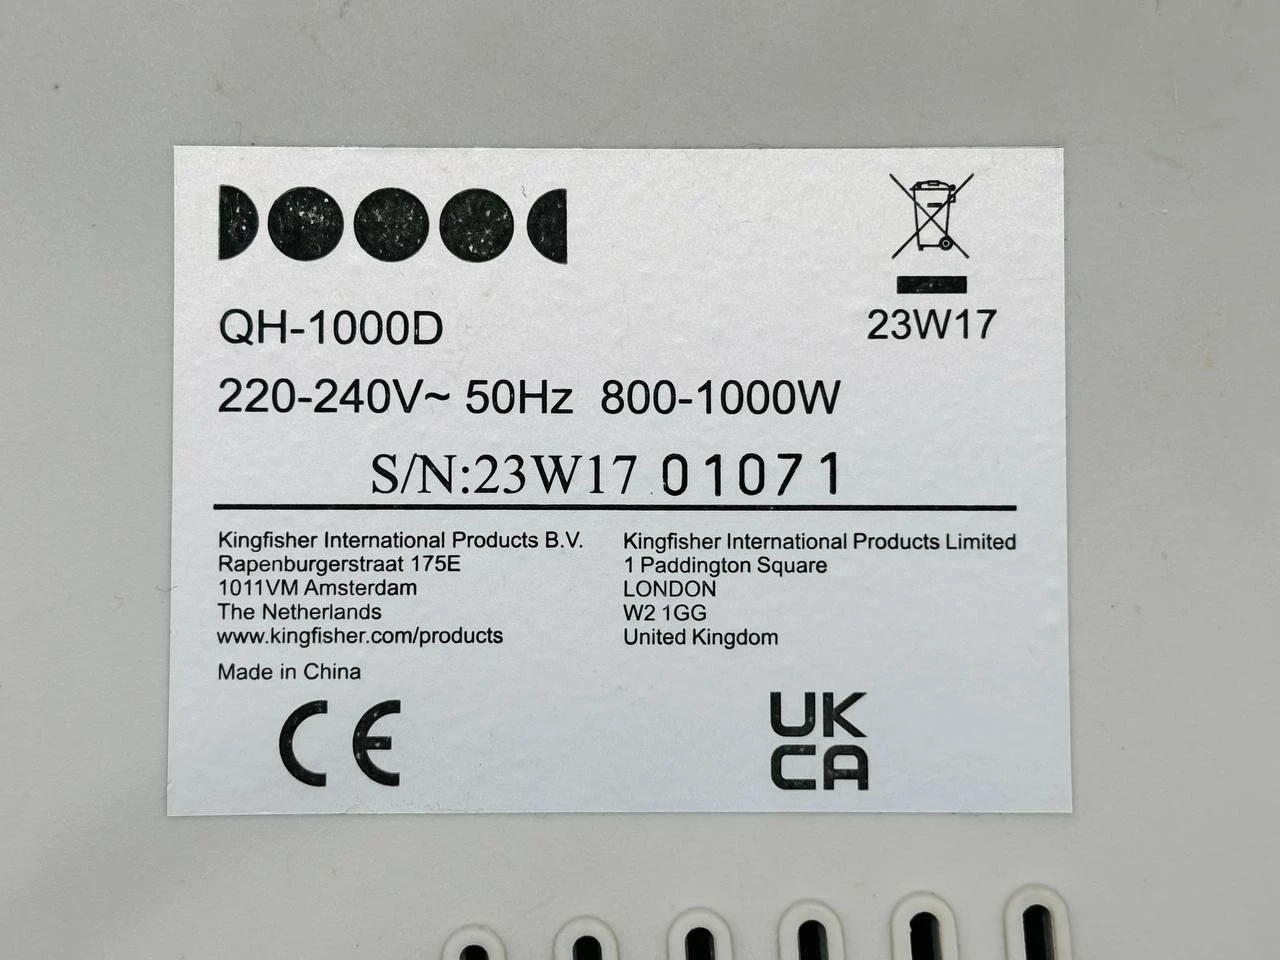 QH-1000D
23W17
220-240V~ 50Hz 800-1000W
S/N:23W17 01071
Kingfisher International Products B.V.
Rapenburgerstraat 175E
1011VM Amsterdam
The Netherlands
www.kingfisher.com/products
Made in China
Kingfisher International Products Limited
1 Paddington Square
LONDON
W2 1GG
United Kingdom
CE
UK
CA